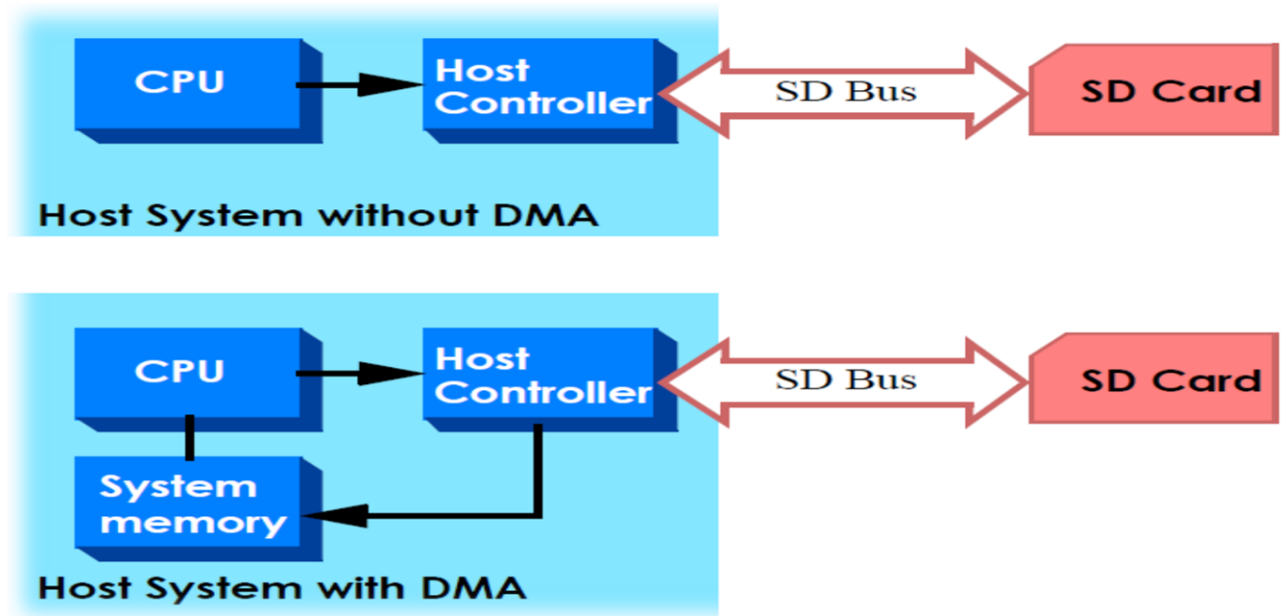 CPU
Host
Controller
SD Bus
SD Card
Host System without DMA
CPU
Host
Controller
SD Bus
SD Card
System
memory
Host System with DMA